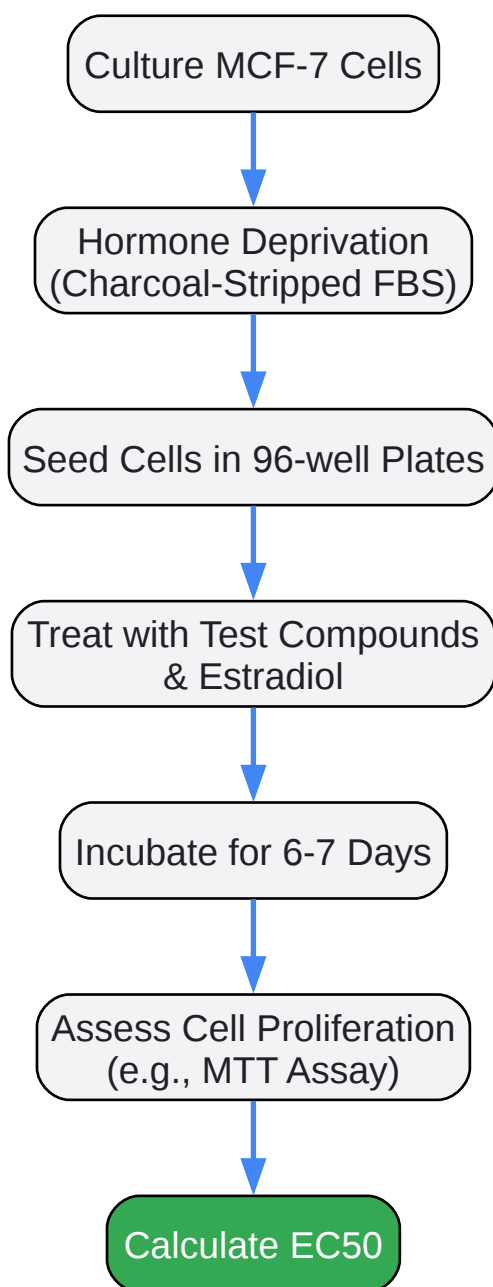 Culture MCF-7 Cells
Hormone Deprivation
(Charcoal-Stripped FBS)
Seed Cells in 96-well Plates
Treat with Test Compounds
& Estradiol
Incubate for 6-7 Days
Assess Cell Proliferation
(e.g., MTT Assay)
Calculate EC50